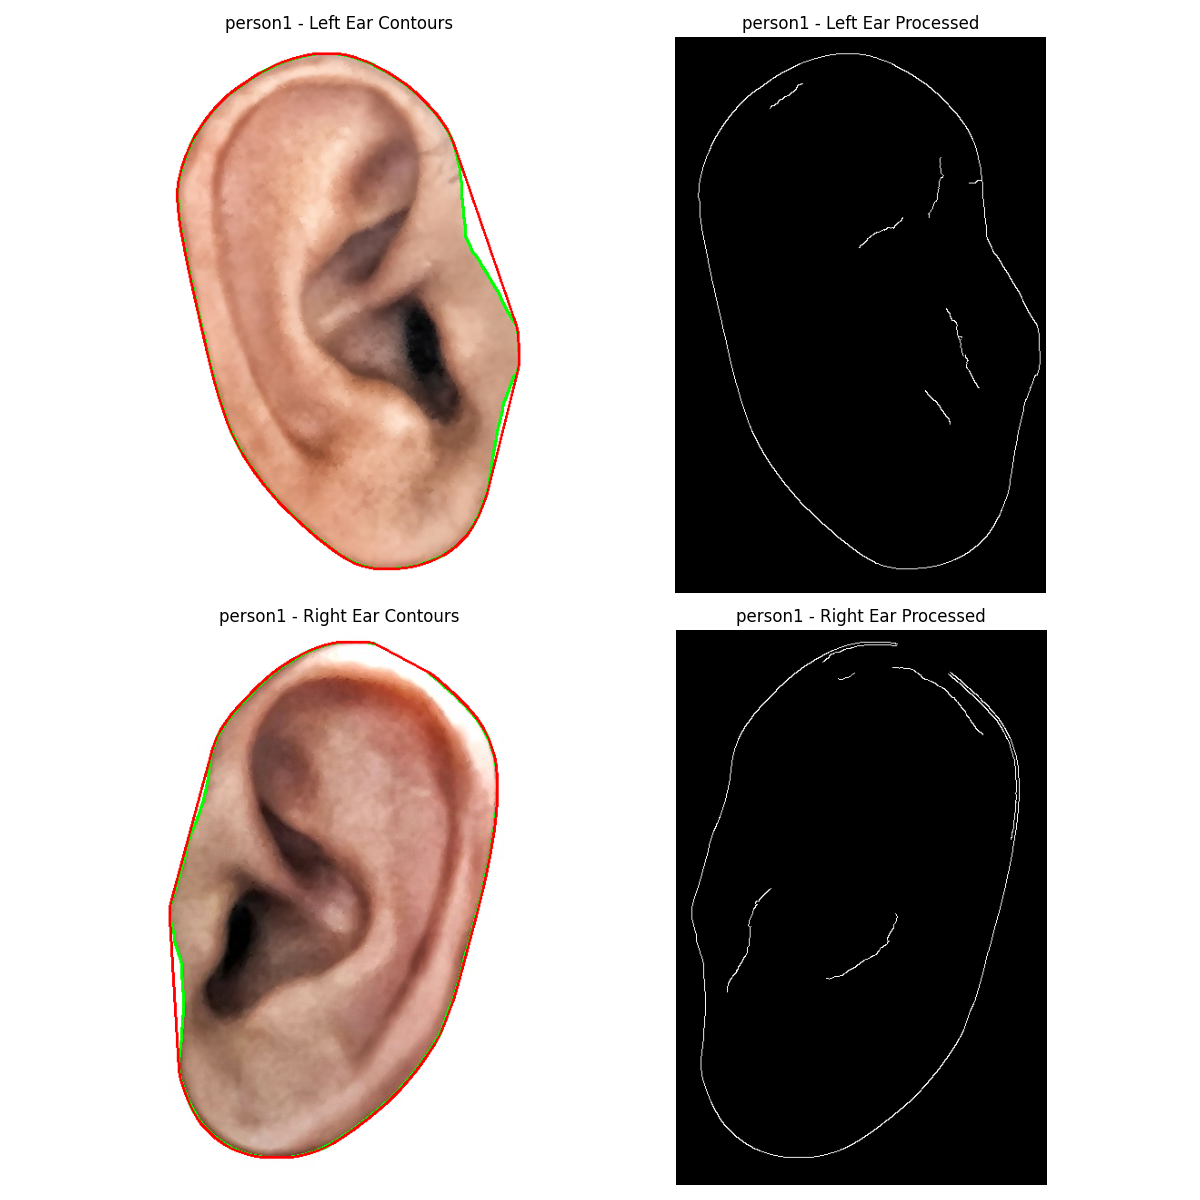 person1 - Left Ear Contours
person1 - Left Ear Processed
person1 - Right Ear Contours
person1 - Right Ear Processed